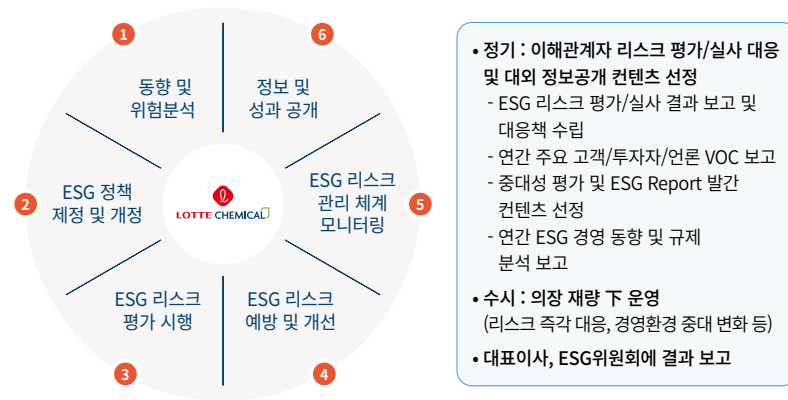 1
동향 및
위험분석
2
ESG 정책
제정 및 개정
3
ESG 리스크
평가 시행
4
ESG 리스크
예방 및 개선
5
ESG 리스크
관리 체계
모니터링
6
정보 및
성과 공개
LOTTE CHEMICAL
• 정기 : 이해관계자 리스크 평가/실사 대응
및 대외 정보공개 컨텐츠 선정
- ESG 리스크 평가/실사 결과 보고 및
대응책 수립
- 연간 주요 고객/투자자/언론 VOC 보고
- 중대성 평가 및 ESG Report 발간
컨텐츠 선정
- 연간 ESG 경영 동향 및 규제
분석 보고
• 수시 : 의장 재량 下 운영
(리스크 즉각 대응, 경영환경 중대 변화 등)
• 대표이사, ESG위원회에 결과 보고